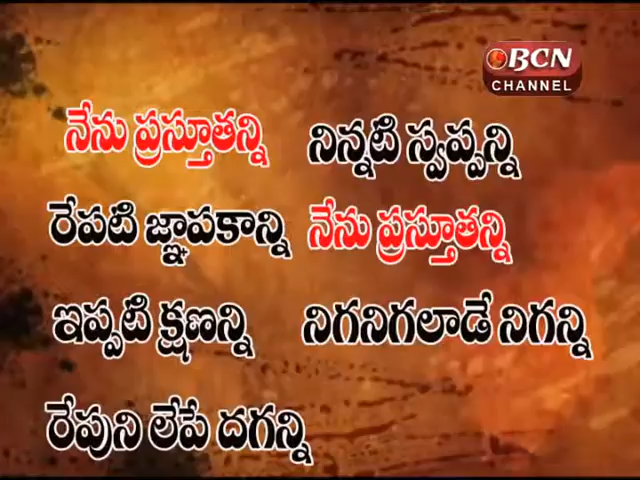 BCN
CHANNEL
నేను ప్రస్తూతన్ని నిన్నటి స్వప్నన్ని
రేపటి జ్ఞాపకాన్ని నేను ప్రస్తూతన్ని
ఇప్పటి క్షణన్ని నిగనిగలాడే నిగన్ని
రేపుని లేపే దగన్ని